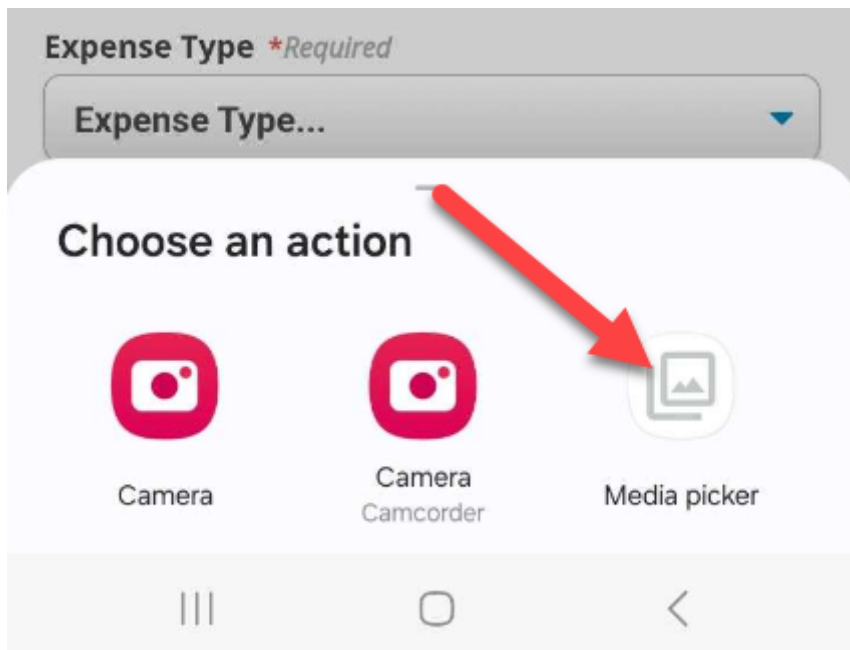 Expense Type *Required
Expense Type...
Choose an action
Camera
Camera
Camcorder
Media picker